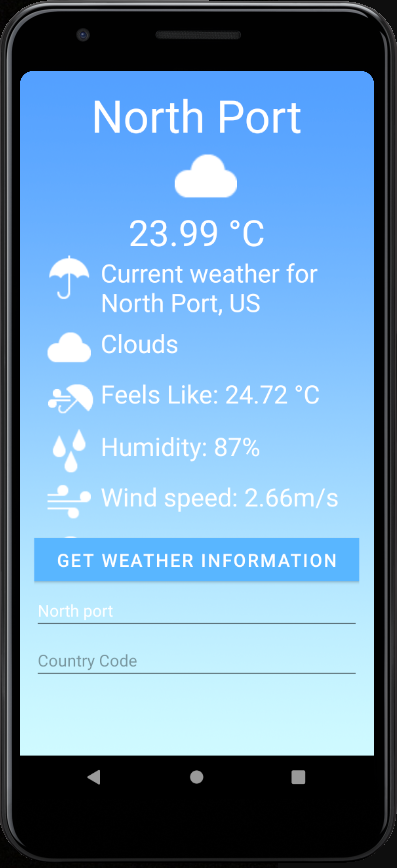 North Port
23.99 °C
Current weather for
North Port, US
Clouds
Feels Like: 24.72 °C
Humidity: 87%
Wind speed: 2.66m/s
GET WEATHER INFORMATION
North port
Country Code